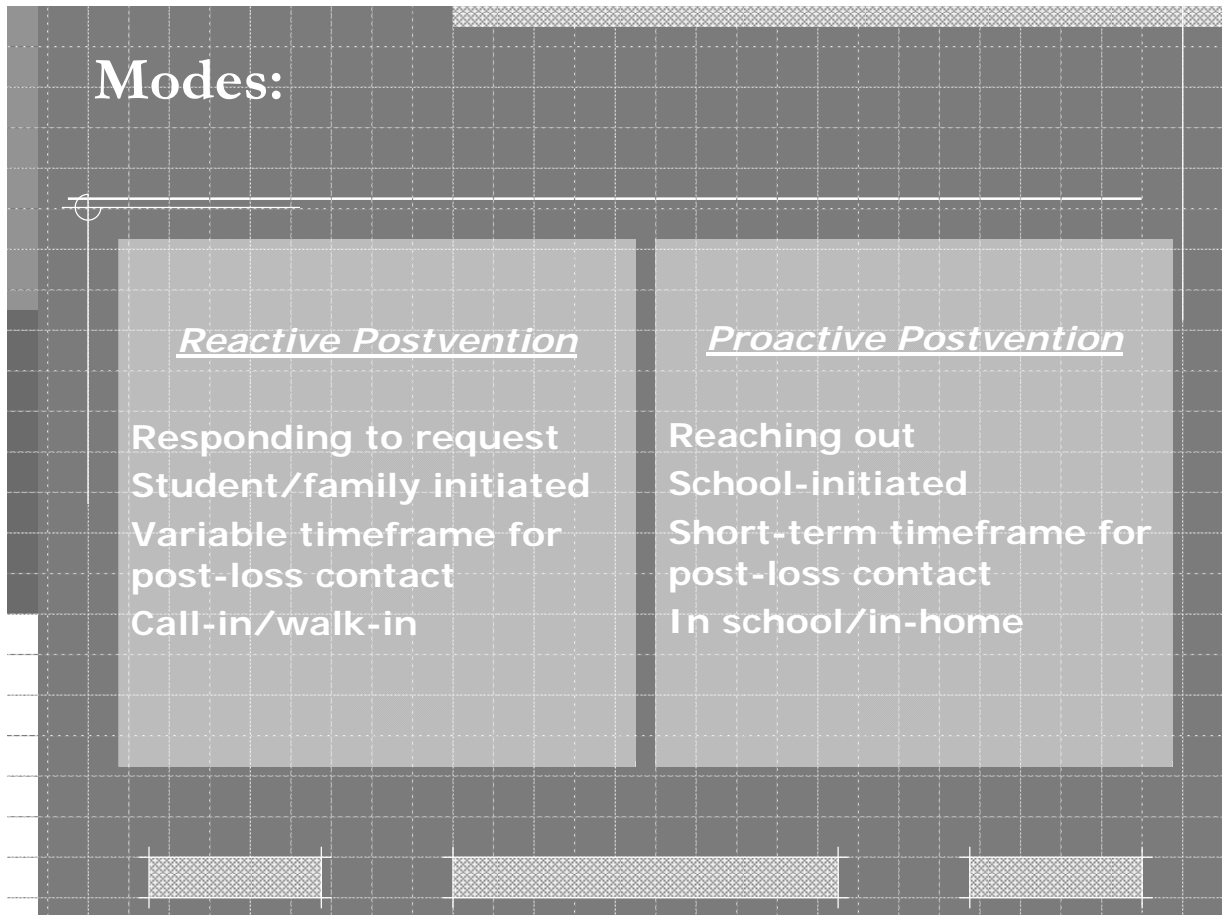 Modes:
Reactive Postvention
Responding to request
Student/family initiated
Variable timeframe for
post-loss contact
Call-in/walk-in
Proactive Postvention
Reaching out
School-initiated
Short-term timeframe for
post-loss contact
In school/in-home